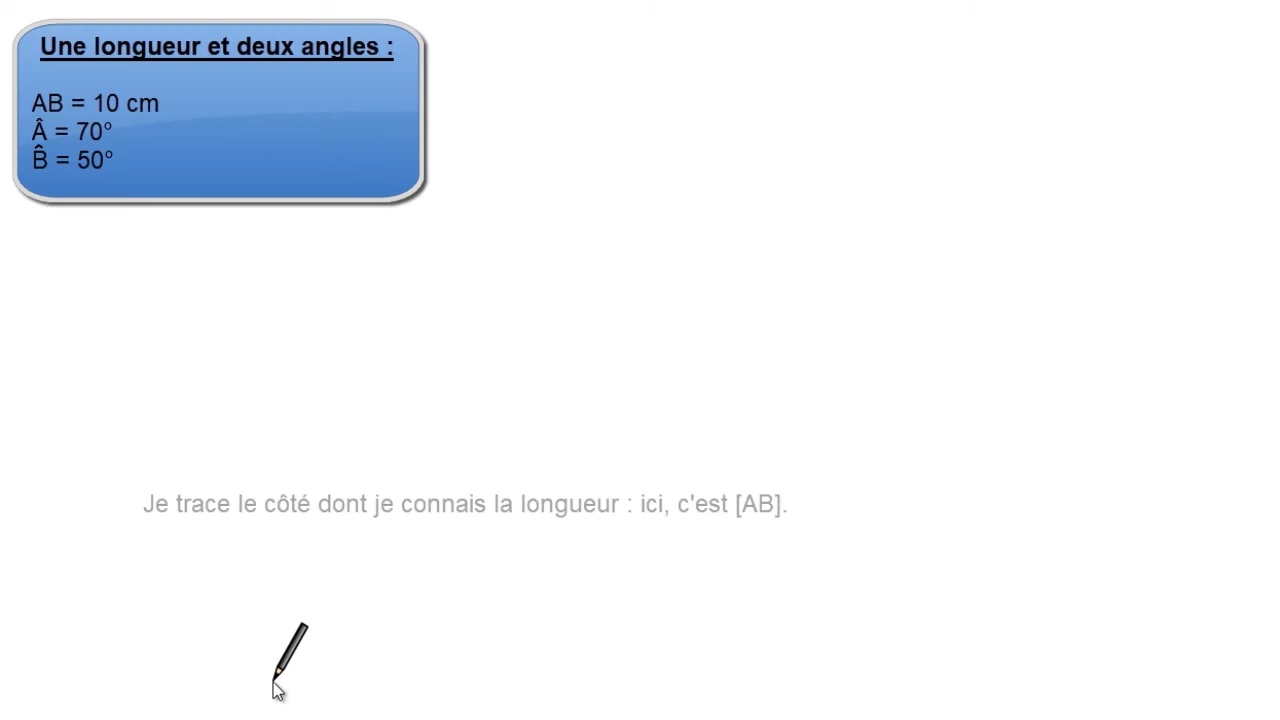 Une longueur et deux angles :
AB = 10 cm
Â = 70°
B̂ = 50°
Je trace le côté dont je connais la longueur : ici, c'est [AB].